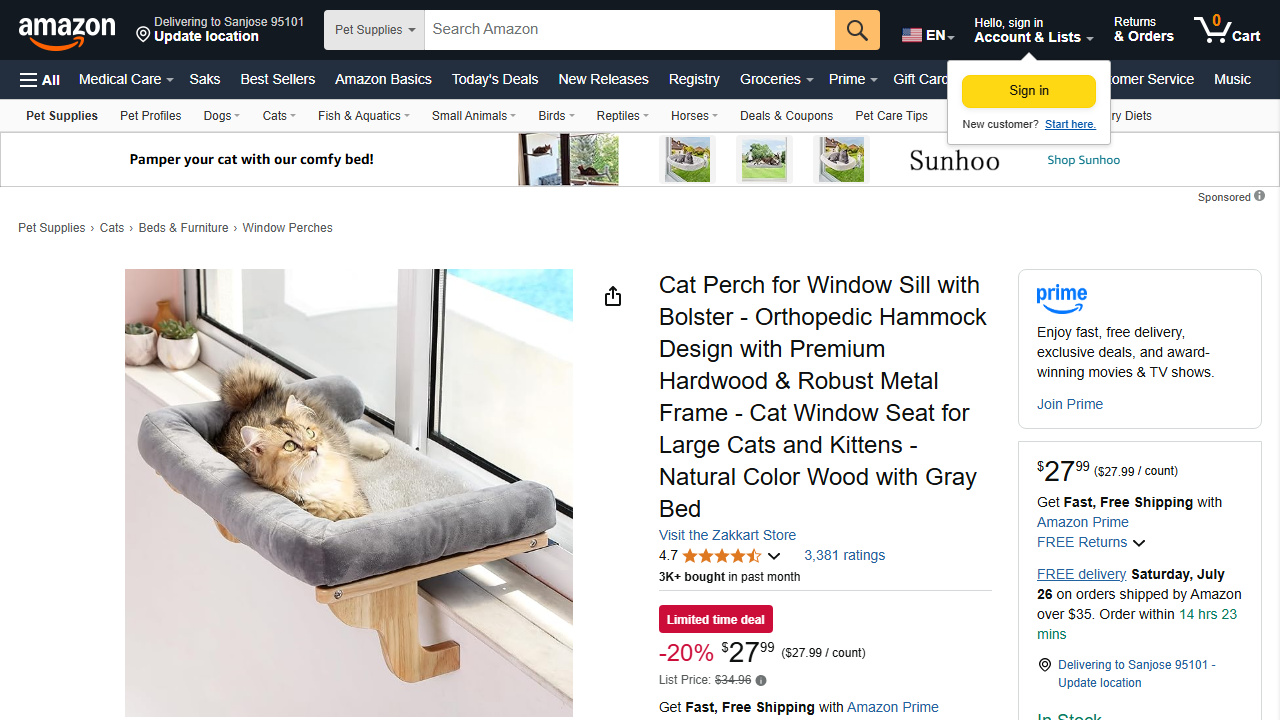 amazon
Delivering to Sanjose 95101
Update location
Pet Supplies
Search Amazon
EN
Hello, sign in
Account & Lists
Returns
& Orders
0
Cart
All
Medical Care
Saks
Best Sellers
Amazon Basics
Today's Deals
New Releases
Registry
Groceries
Prime
Gift Card
omer Service
Music
Sign in
New customer? Start here.
Pet Supplies
Pet Profiles
Dogs
Cats
Fish & Aquatics
Small Animals
Birds
Reptiles
Horses
Deals & Coupons
Pet Care Tips
ry Diets
Pamper your cat with our comfy bed!
Sunhoo
Shop Sunhoo
Sponsored
Pet Supplies › Cats › Beds & Furniture › Window Perches
Cat Perch for Window Sill with
Bolster - Orthopedic Hammock
Design with Premium
Hardwood & Robust Metal
Frame - Cat Window Seat for
Large Cats and Kittens -
Natural Color Wood with Gray
Bed
Visit the Zakkart Store
4.7
3,381 ratings
3K+ bought in past month
Limited time deal
-20% $27 99 ($27.99 / count)
List Price: $34.96
Get Fast, Free Shipping with Amazon Prime
prime
Enjoy fast, free delivery,
exclusive deals, and award-
winning movies & TV shows.
Join Prime
$27 99 ($27.99 / count)
Get Fast, Free Shipping with
Amazon Prime
FREE Returns
FREE delivery Saturday, July
26 on orders shipped by Amazon
over $35. Order within 14 hrs 23
mins
Delivering to Sanjose 95101 -
Update location
In Stock